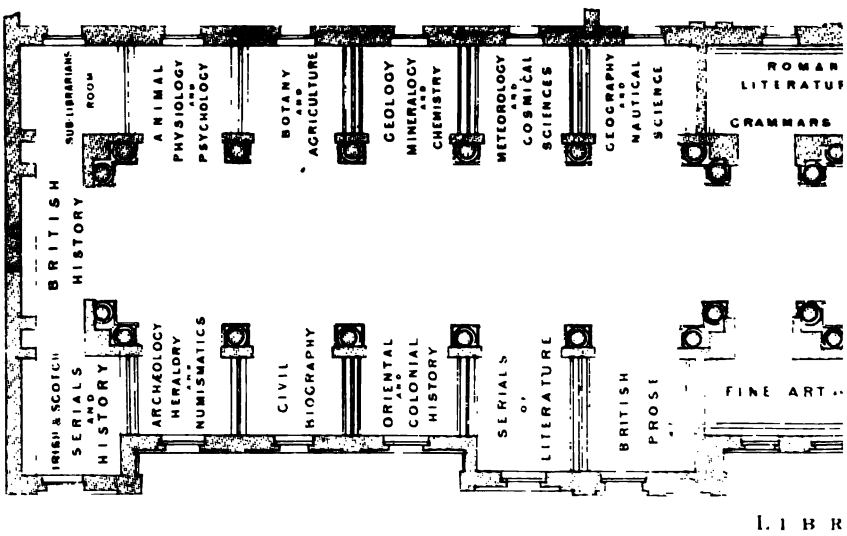 SUB-LIBRARIANS
ROOM
ANIMAL
PHYSIOLOGY
AND
PSYCHOLOGY
BOTANY
AND
AGRICULTURE
GEOLOGY
MINERALOGY
AND
CHEMISTRY
METEOROLOGY
AND
COSMICAL
SCIENCES
GEOGRAPHY
AND
NAUTICAL
SCIENCE
ROMAN
LITERATUR
GRAMMARS
BRITISH
HISTORY
IRISH & SCOTCH
SERIALS
AND
HISTORY
ARCHÆOLOGY
HERALDRY
AND
NUMISMATICS
CIVIL
BIOGRAPHY
ORIENTAL
AND
COLONIAL
HISTORY
SERIALS
OF
LITERATURE
BRITISH
PROSE
FINE ART
LIBR